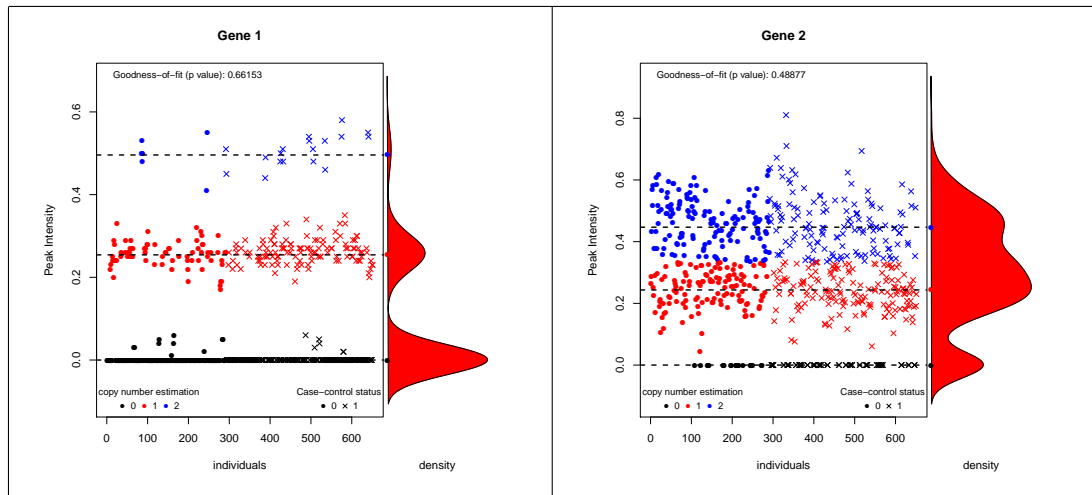 Gene 1
Goodness−of−fit (p value): 0.66153
Peak Intensity
0.6
0.4
0.2
0.0
copy number estimation
0 1 2
Case−control status
0 1
0 100 200 300 400 500 600
individuals
density
Gene 2
Goodness−of−fit (p value): 0.48877
Peak Intensity
0.8
0.6
0.4
0.2
0.0
copy number estimation
0 1 2
Case−control status
0 1
0 100 200 300 400 500 600
individuals
density